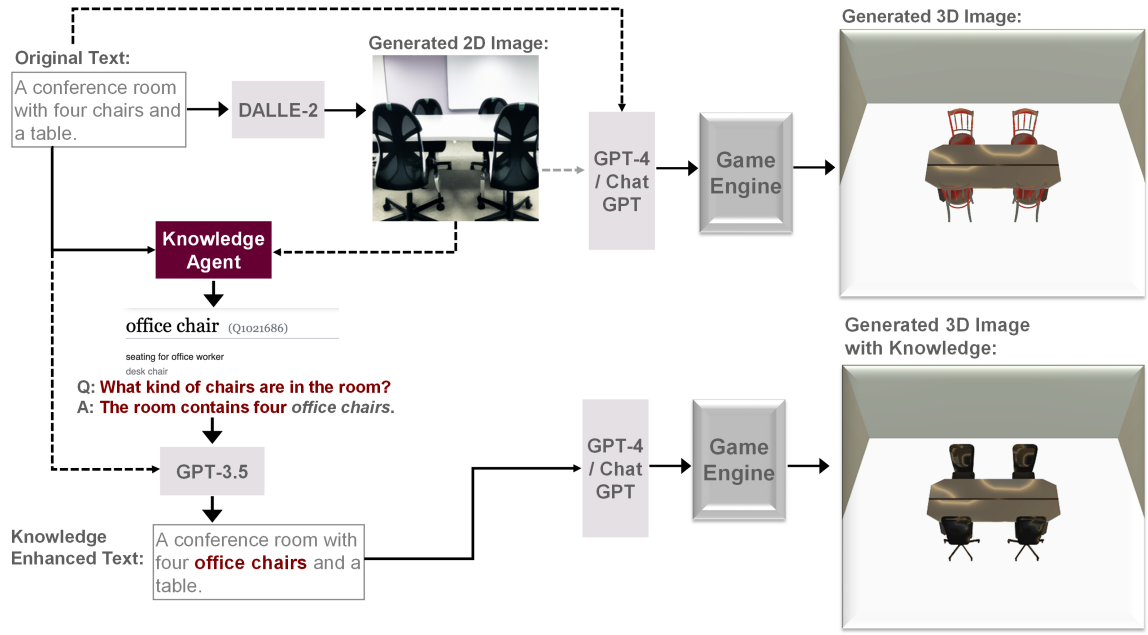 Original Text:
A conference room
with four chairs and
a table.
DALLE-2
Generated 2D Image:
GPT-4
/ Chat
GPT
Game
Engine
Generated 3D Image:
Knowledge
Agent
office chair (Q1021686)
seating for office worker
desk chair
Q: What kind of chairs are in the room?
A: The room contains four office chairs.
GPT-3.5
Knowledge
Enhanced Text:
A conference room with
four office chairs and a
table.
GPT-4
/ Chat
GPT
Game
Engine
Generated 3D Image
with Knowledge: